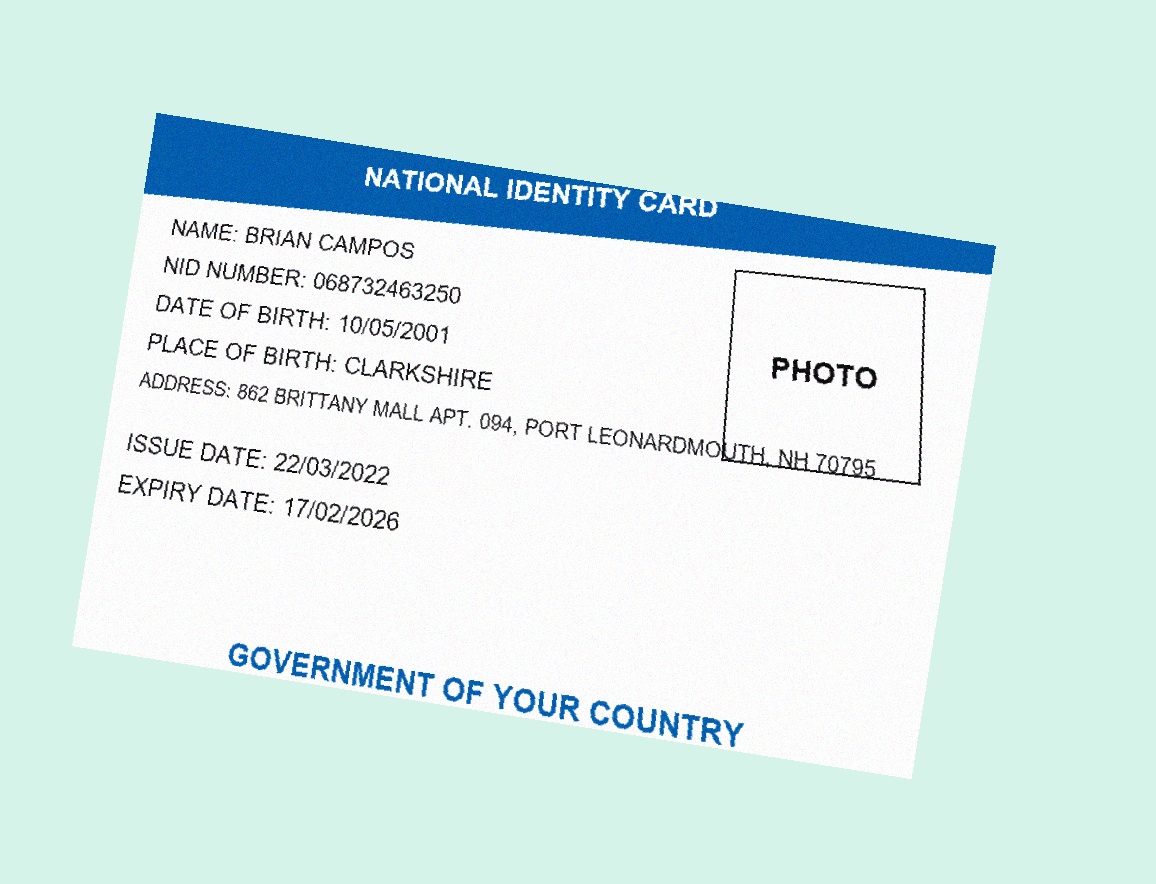 NATIONAL IDENTITY CARD
NAME: BRIAN CAMPOS
NID NUMBER: 068732463250
DATE OF BIRTH: 10/05/2001
PLACE OF BIRTH: CLARKSHIRE
ADDRESS: 862 BRITTANY MALL APT. 094, PORT LEONARDMOUTH, NH 70795
PHOTO
ISSUE DATE: 22/03/2022
EXPIRY DATE: 17/02/2026
GOVERNMENT OF YOUR COUNTRY